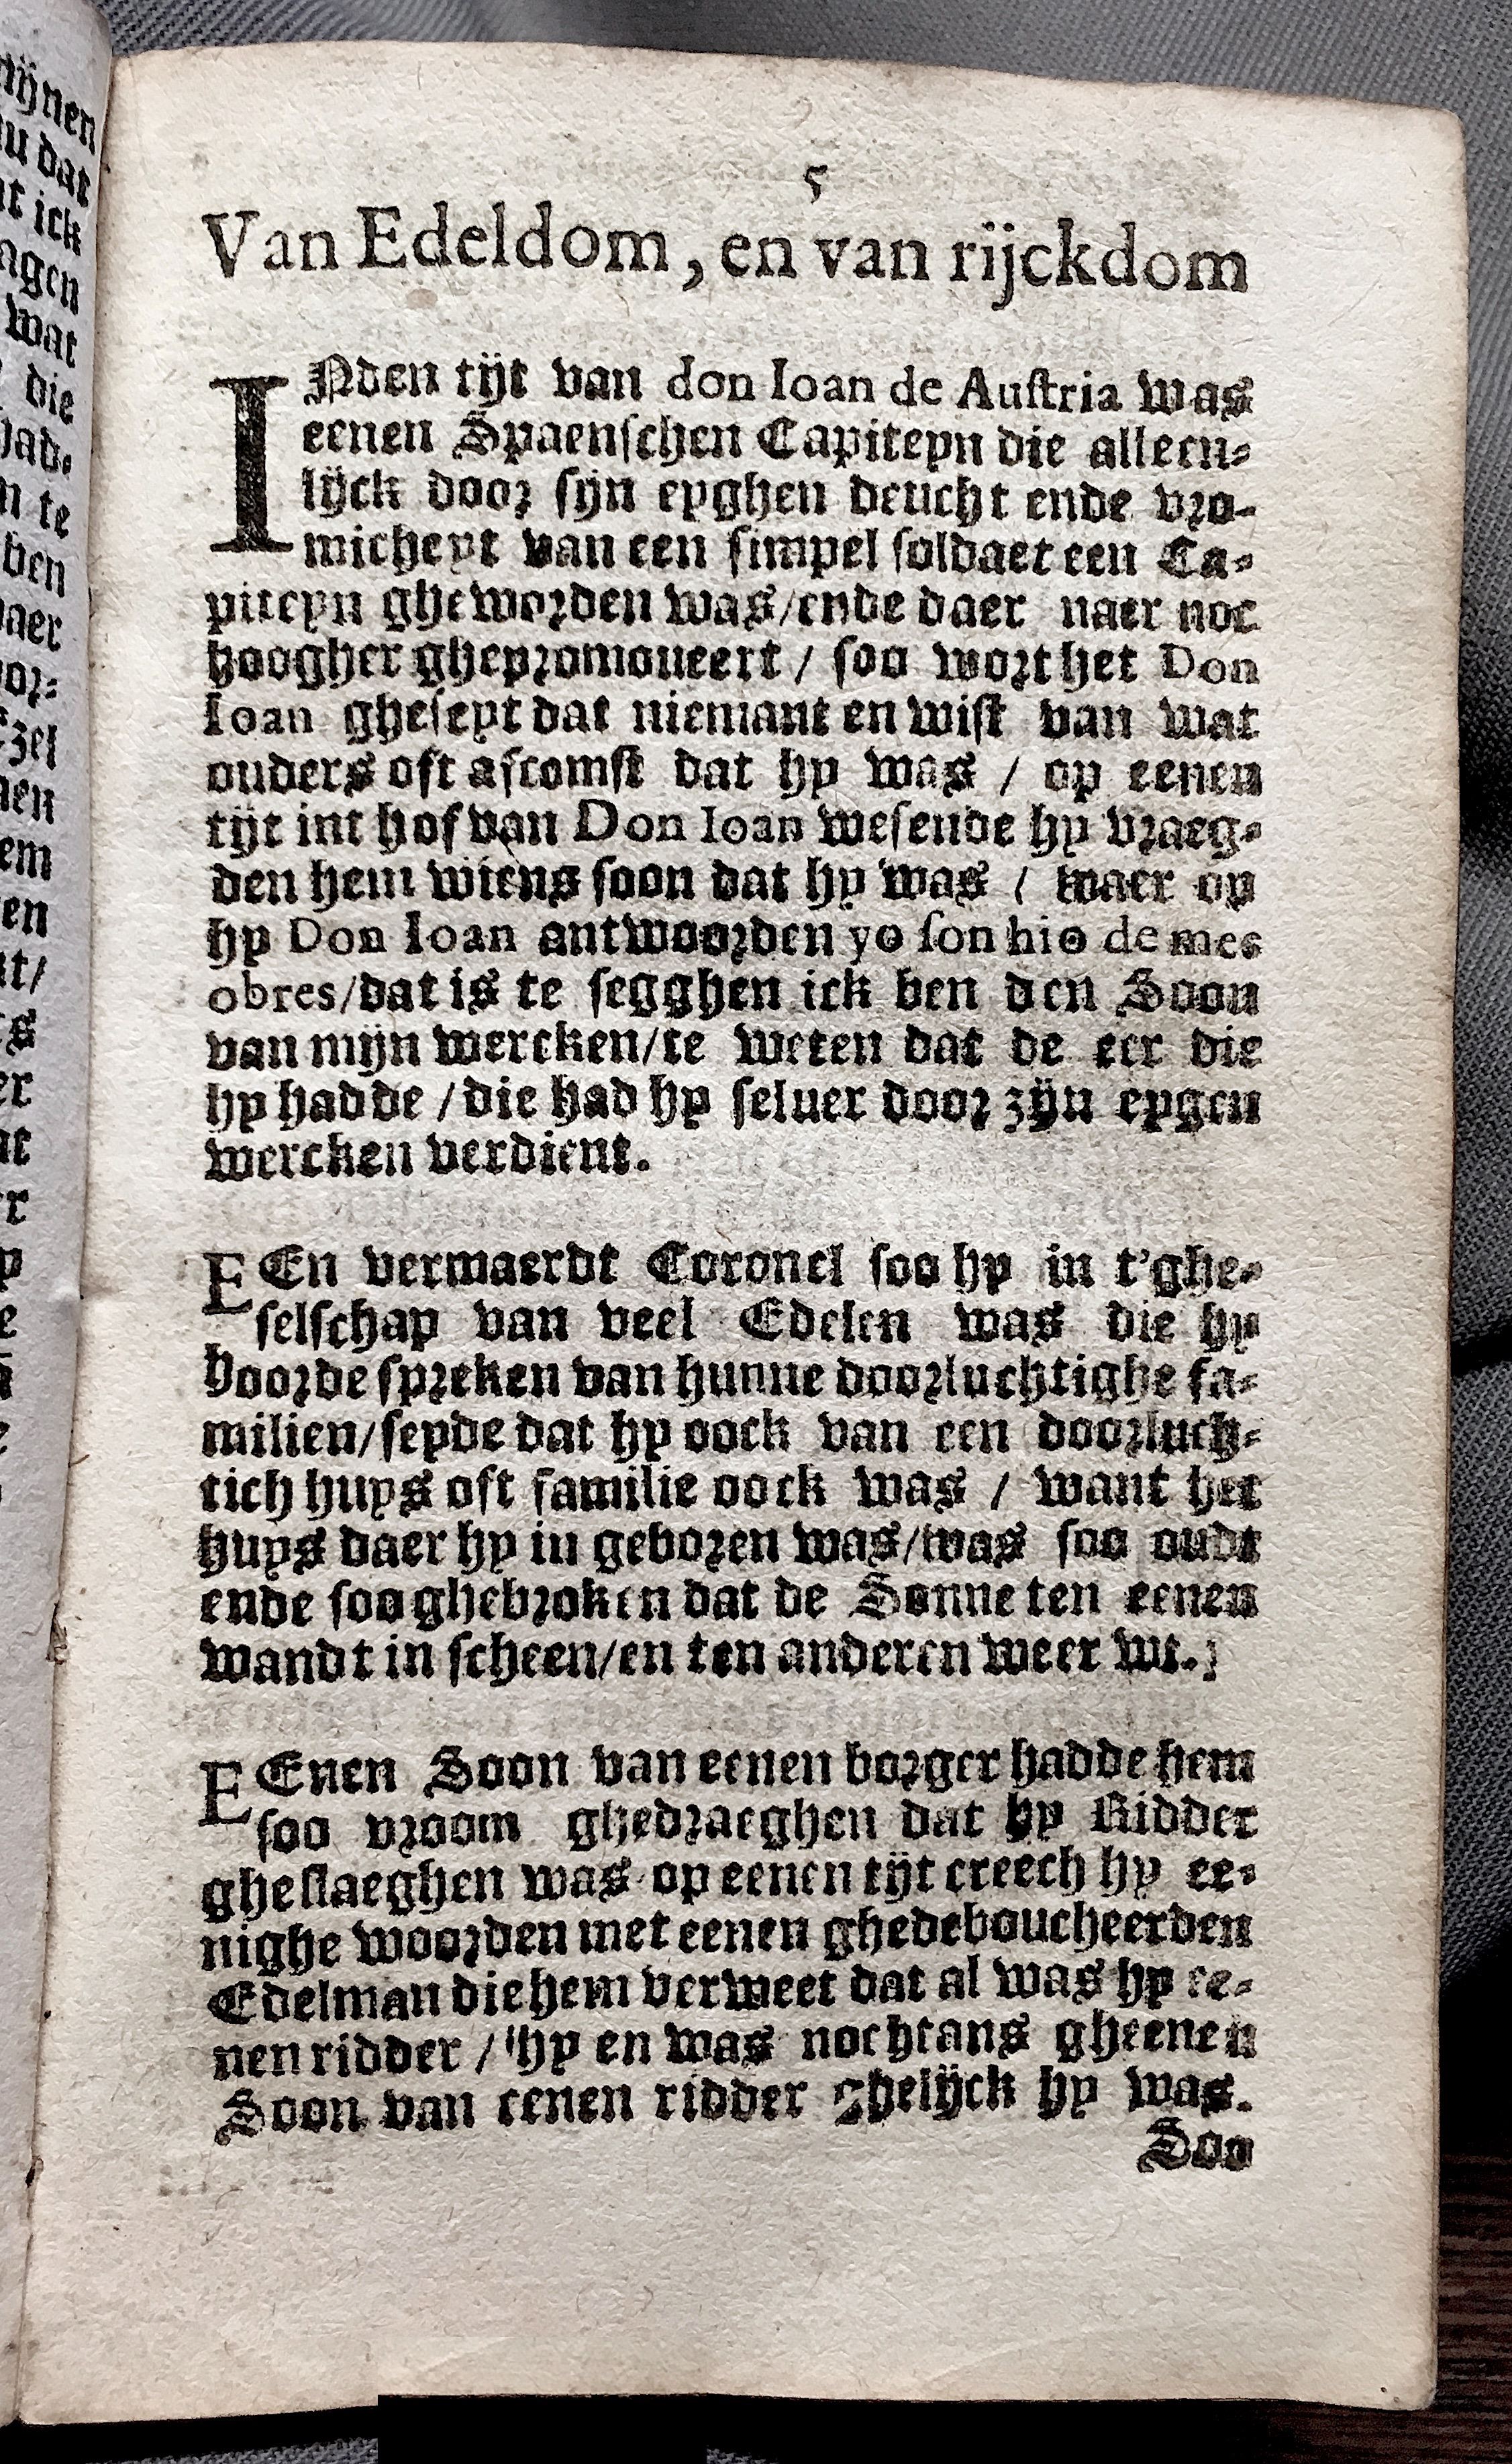 5
Van Edeldom, en van rijckdom
INden tijt van don Ioan de Austria was
eenen Spaenschen Capiteyn die alleen-
lijck door sijn eyghen deucht ende vro-
micheyt van een simpel soldaet een Ca-
piteyn gheworden was/ende daer naer noc
hoogher ghepromoveert / soo wort het Don
Ioan gheseyt dat niemant en wist van wat
ouders oft afcomst dat hy was / op eenen
tijt int hof van Don Ioan wesende hy vraeg-
den hem wiens soon dat hy was / waer op
hy Don Ioan antwoorden yo son hio de mes
obres/dat is te segghen ick ben den Soon
van mijn wercken/te weten dat de eer die
hy hadde /die had hy seluer door zijn eygen
wercken verdient.
EEn vermaerdt Coronel soo hy in t'ghe-
selschap van veel Edelen was die hy
hoorde spreken van hunne doorluchtighe fa-
milien/seyde dat hy oock van een doorluch-
tich huys oft familie oock was / want het
huys daer hy in geboren was/was soo oudt
ende soo ghebroken dat de Sonne ten eenen
wandt in scheen/en ten anderen weer wt.
EEnen Soon van eenen borger hadde hem
soo vroom ghedraeghen dat hy Ridder
gheslaeghen was op eenen tijt creech hy ee-
nighe woorden met eenen ghedeboucheerden
Edelman die hem verweet dat al was hy ee-
nen ridder / hy en was nochtans gheenen
Soon van eenen ridder ghelijck hy was.
Soo